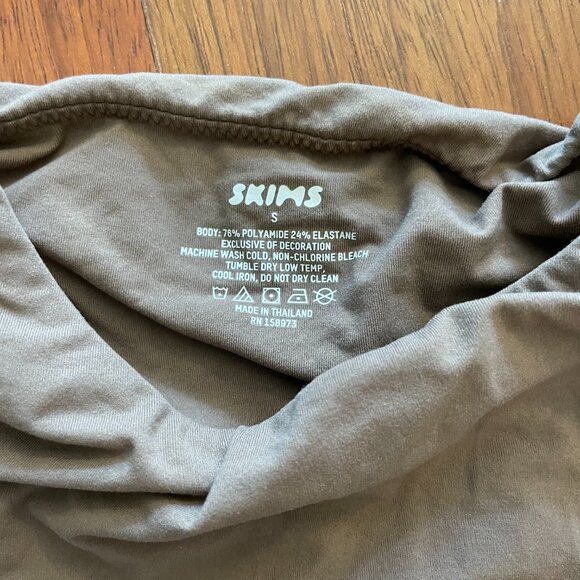 SKIMS
S
BODY: 76% POLYAMIDE 24% ELASTANE
EXCLUSIVE OF DECORATION
MACHINE WASH COLD, NON-CHLORINE BLEACH
TUMBLE DRY LOW TEMP,
COOL IRON, DO NOT DRY CLEAN
MADE IN THAILAND
RN 158973